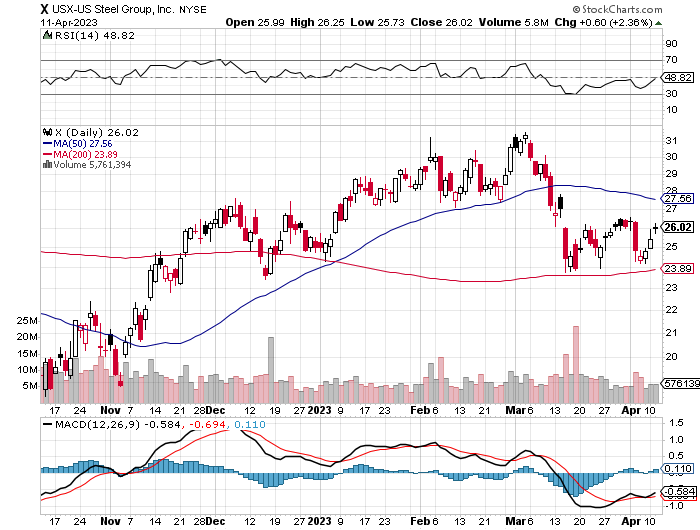 X USX-US Steel Group, Inc. NYSE © StockCharts.com
11-Apr-2023 Open 25.99 High 26.25 Low 25.73 Close 26.02 Volume 5.8M Chg +0.60 (+2.36%)
RSI(14) 48.82
90
70
50
48.82
30
10
X (Daily) 26.02
MA(50) 27.56
MA(200) 23.89
Volume 5,761,394
31
30
29
28
27.56
27
26.02
26
25
24
23.89
23
22
21
20
25M
20M
15M
10M
5M
5761394
17 24 Nov 7 14 21 28 Dec 12 19 27 2023 9 17 23 Feb 6 13 21 Mar 6 13 20 27 Apr 10
MACD(12,26,9) -0.584, -0.694, 0.110
1.5
1.0
0.5
0.110
0.0
-0.584
-1.0
17 24 Nov 7 14 21 28 Dec 12 19 27 2023 9 17 23 Feb 6 13 21 Mar 6 13 20 27 Apr 10